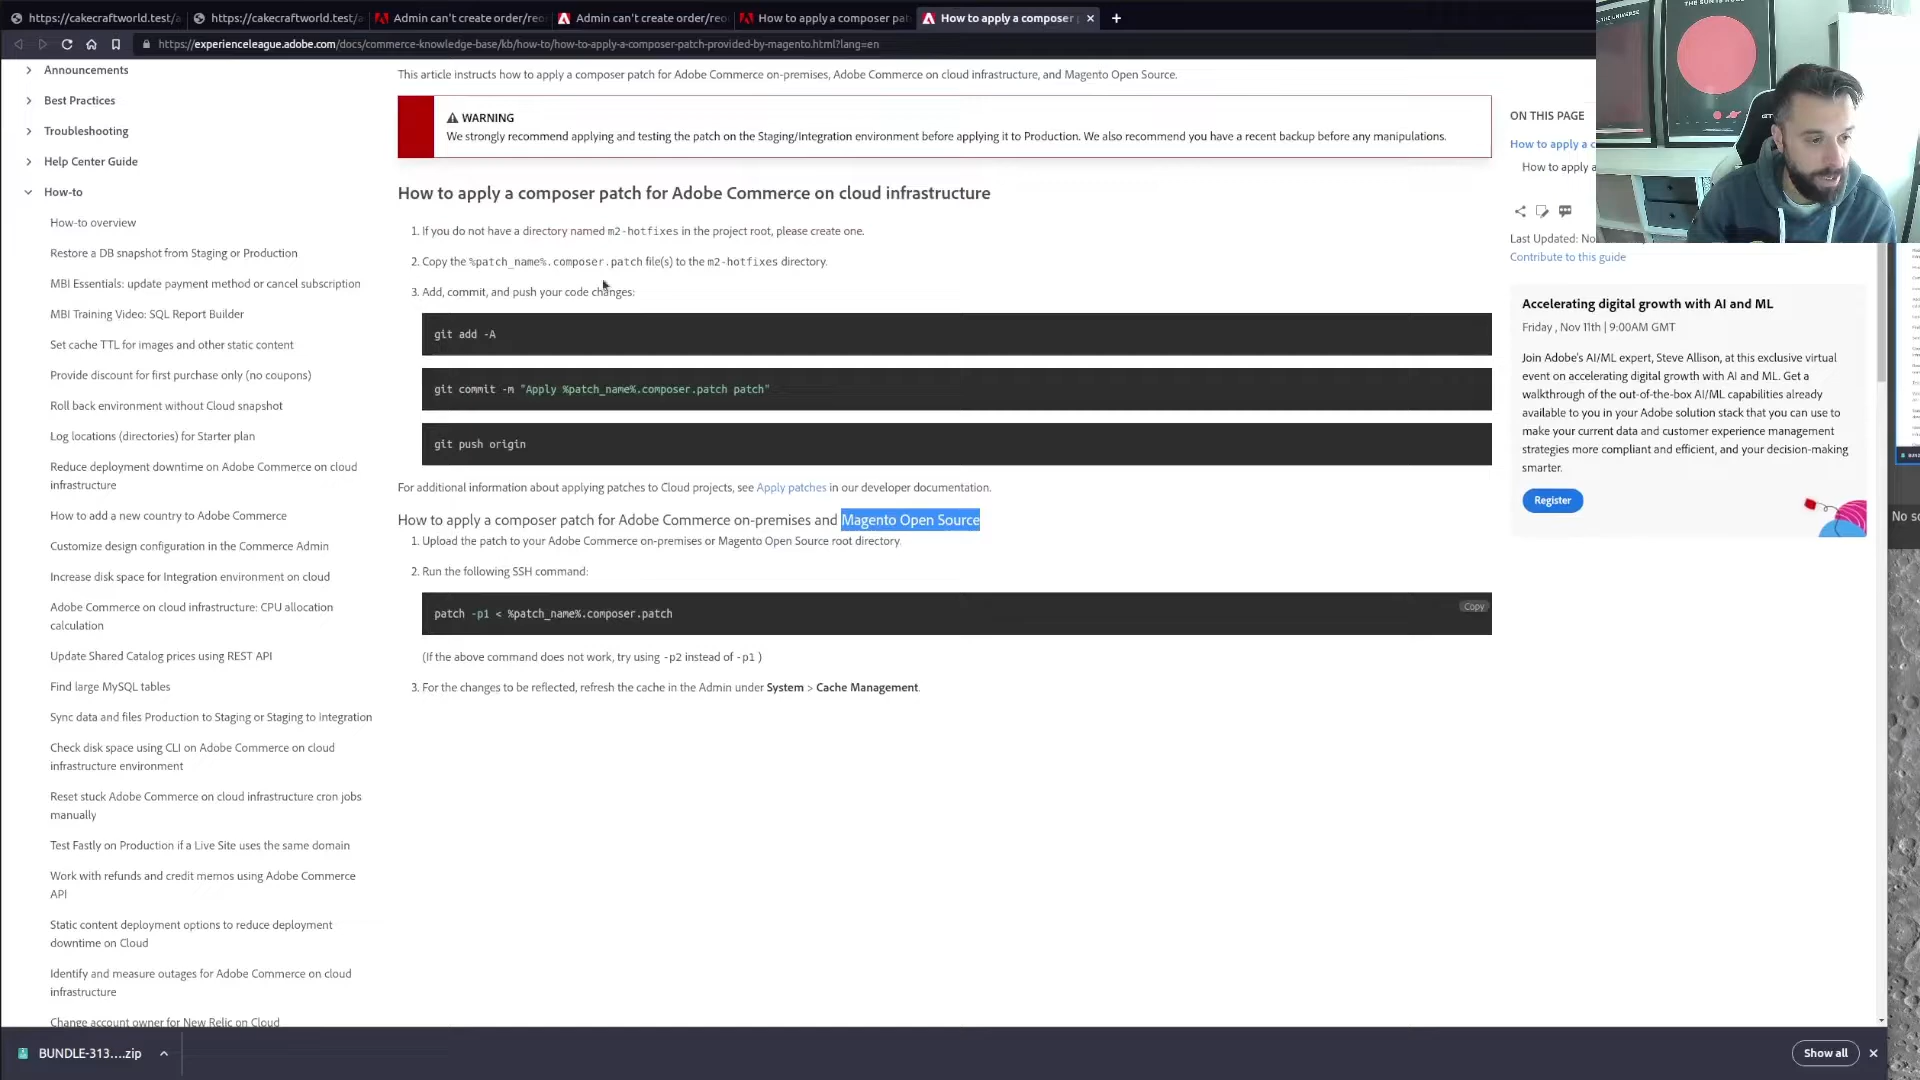 https://cakecraftworld.test/a
https://cakecraftworld.test/a
Admin can't create order/reo
Admin can't create order/reo
How to apply a composer pat
How to apply a composer
https://experienceleague.adobe.com/docs/commerce-knowledge-base/kb/how-to/how-to-apply-a-composer-patch-provided-by-magento.html?lang=en
Announcements
Best Practices
Troubleshooting
Help Center Guide
How-to
How-to overview
Restore a DB snapshot from Staging or Production
MBI Essentials: update payment method or cancel subscription
MBI Training Video: SQL Report Builder
Set cache TTL for images and other static content
Provide discount for first purchase only (no coupons)
Roll back environment without Cloud snapshot
Log locations (directories) for Starter plan
Reduce deployment downtime on Adobe Commerce on cloud
infrastructure
How to add a new country to Adobe Commerce
Customize design configuration in the Commerce Admin
Increase disk space for Integration environment on cloud
Adobe Commerce on cloud infrastructure: CPU allocation
calculation
Update Shared Catalog prices using REST API
Find large MySQL tables
Sync data and files Production to Staging or Staging to Integration
Check disk space using CLI on Adobe Commerce on cloud
infrastructure environment
Reset stuck Adobe Commerce on cloud infrastructure cron jobs
manually
Test Fastly on Production if a Live Site uses the same domain
Work with refunds and credit memos using Adobe Commerce
API
Static content deployment options to reduce deployment
downtime on Cloud
Identify and measure outages for Adobe Commerce on cloud
infrastructure
Change account owner for New Relic on Cloud
This article instructs how to apply a composer patch for Adobe Commerce on-premises, Adobe Commerce on cloud infrastructure, and Magento Open Source.
WARNING
We strongly recommend applying and testing the patch on the Staging/Integration environment before applying it to Production. We also recommend you have a recent backup before any manipulations.
How to apply a composer patch for Adobe Commerce on cloud infrastructure
1. If you do not have a directory named m2-hotfixes in the project root, please create one.
2. Copy the %patch_name%.composer.patch file(s) to the m2-hotfixes directory.
3. Add, commit, and push your code changes:
git add -A
git commit -m "Apply %patch_name%.composer.patch patch"
git push origin
For additional information about applying patches to Cloud projects, see Apply patches in our developer documentation.
How to apply a composer patch for Adobe Commerce on-premises and Magento Open Source
1. Upload the patch to your Adobe Commerce on-premises or Magento Open Source root directory.
2. Run the following SSH command:
patch -p1 < %patch_name%.composer.patch
Copy
(If the above command does not work, try using -p2 instead of -p1 )
3. For the changes to be reflected, refresh the cache in the Admin under System > Cache Management.
ON THIS PAGE
How to apply a c
How to apply a
Last Updated: No
Contribute to this guide
Accelerating digital growth with AI and ML
Friday , Nov 11th | 9:00AM GMT
Join Adobe's AI/ML expert, Steve Allison, at this exclusive virtual
event on accelerating digital growth with AI and ML. Get a
walkthrough of the out-of-the-box AI/ML capabilities already
available to you in your Adobe solution stack that you can use to
make your current data and customer experience management
strategies more compliant and efficient, and your decision-making
smarter.
Register
No sc
BUNDLE-313....zip
Show all